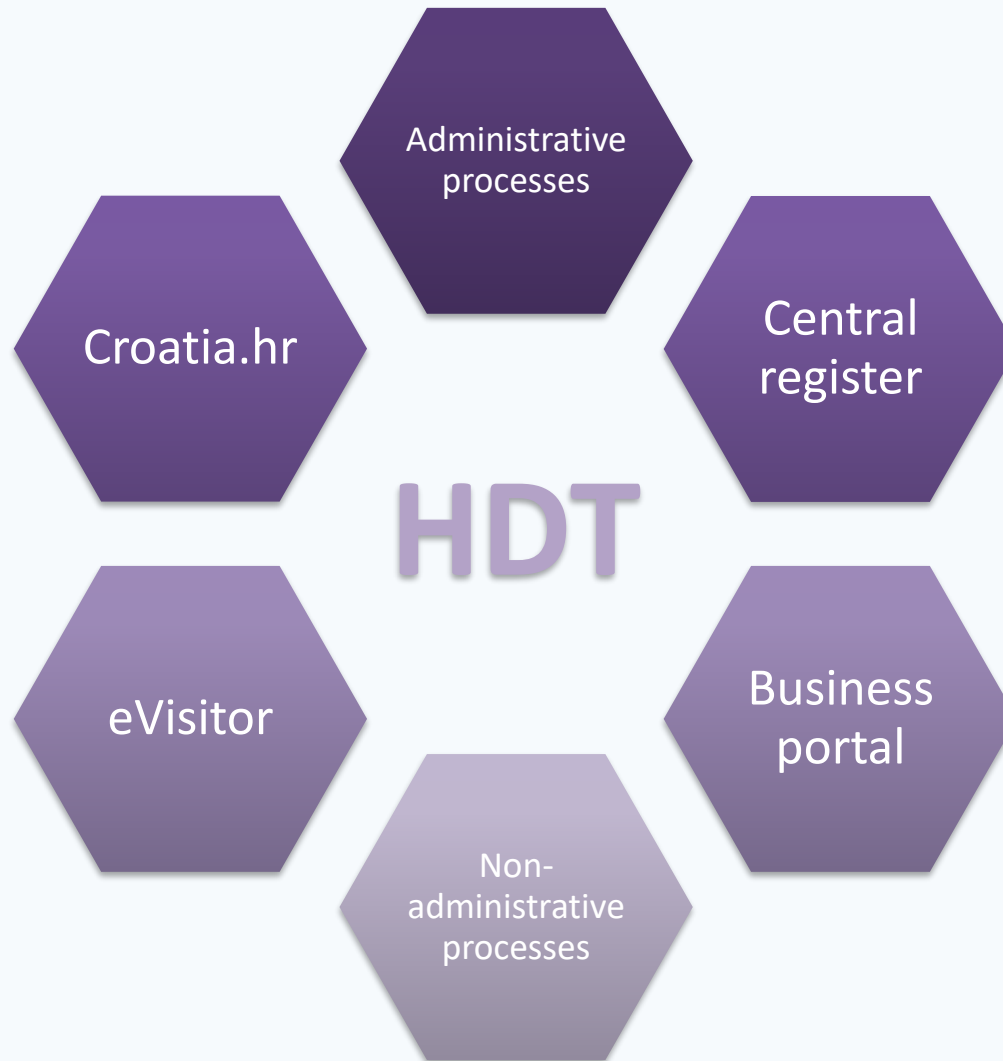 Administrative
processes
Croatia.hr
Central
register
HDT
eVisitor
Business
portal
Non-
administrative
processes